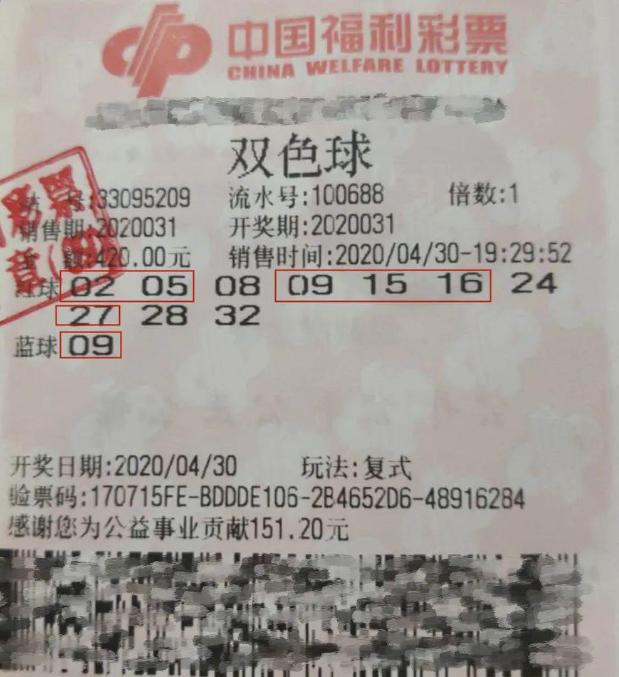 中国福利彩票
CHINA WELFARE LOTTERY
双色球
号:33095209 流水号:100688 倍数:1
销售期:2020031 开奖期:2020031
额:420.00元 销售时间:2020/04/30-19:29:52
红球 02 05 08 09 15 16 24
27 28 32
蓝球 09
开奖日期:2020/04/30 玩法:复式
验票码:170715FE-BDDDE106-2B4652D6-48916284
感谢您为公益事业贡献151.20元